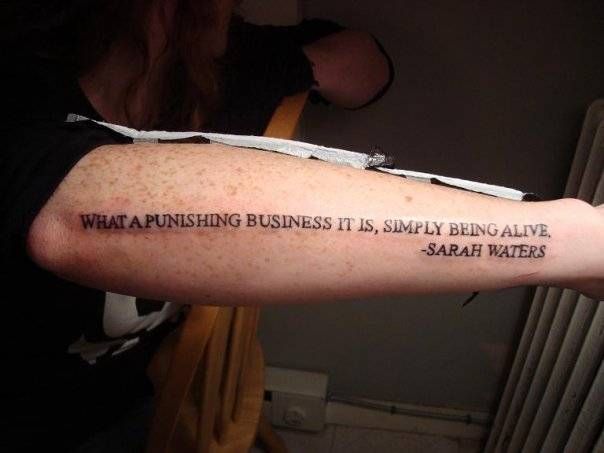 WHAT A PUNISHING BUSINESS IT IS, SIMPLY BEING ALIVE.
-SARAH WATERS